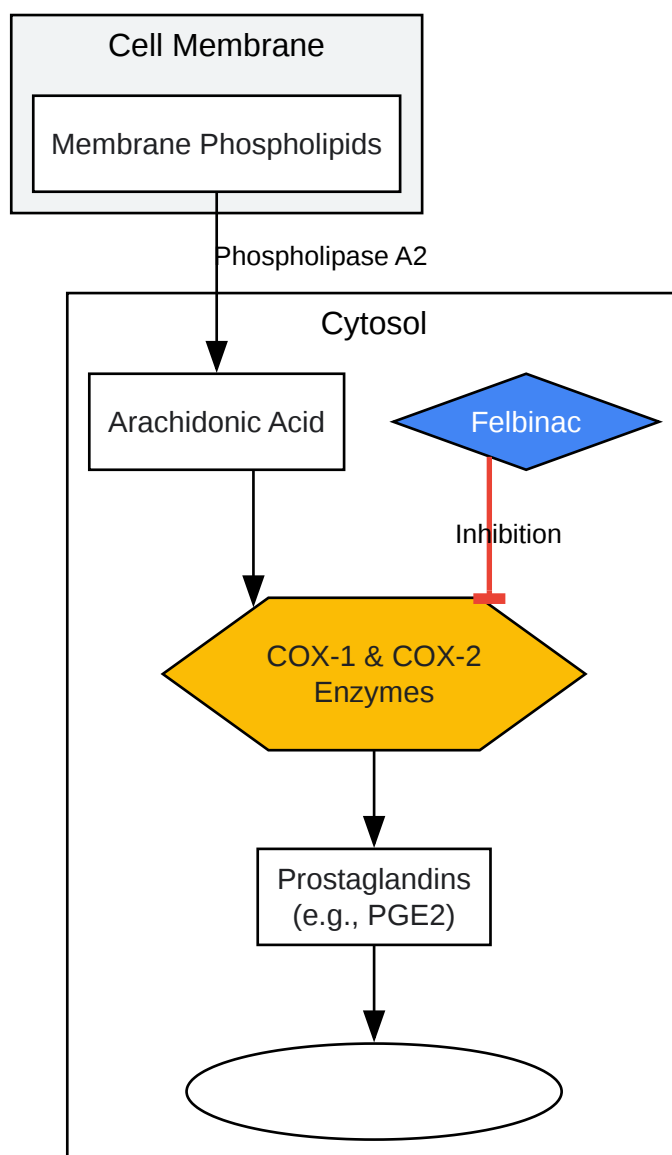 Cell Membrane
Membrane Phospholipids
Phospholipase A2
Cytosol
Arachidonic Acid
Felbinac
Inhibition
COX-1 & COX-2
Enzymes
Prostaglandins
(e.g., PGE2)